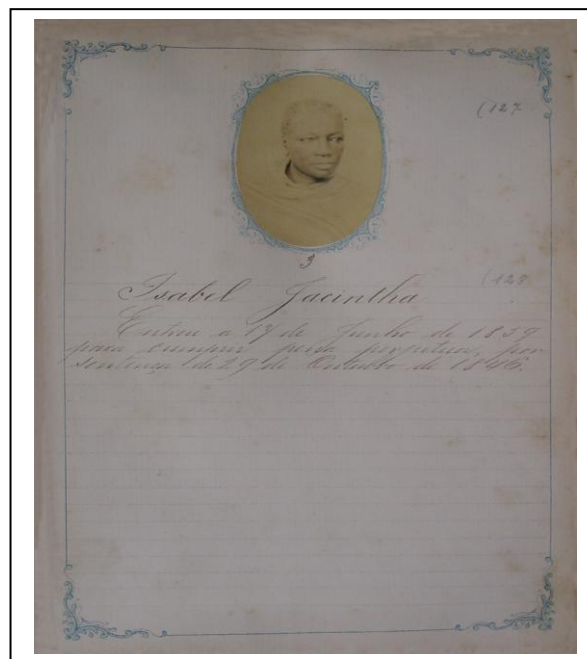 (127
3
(128
Isabel Jacintha
Entrou a 17 de Junho de 1859
para cumprir pena perpetua, por
sentença de 29 de Outubro de 1846.